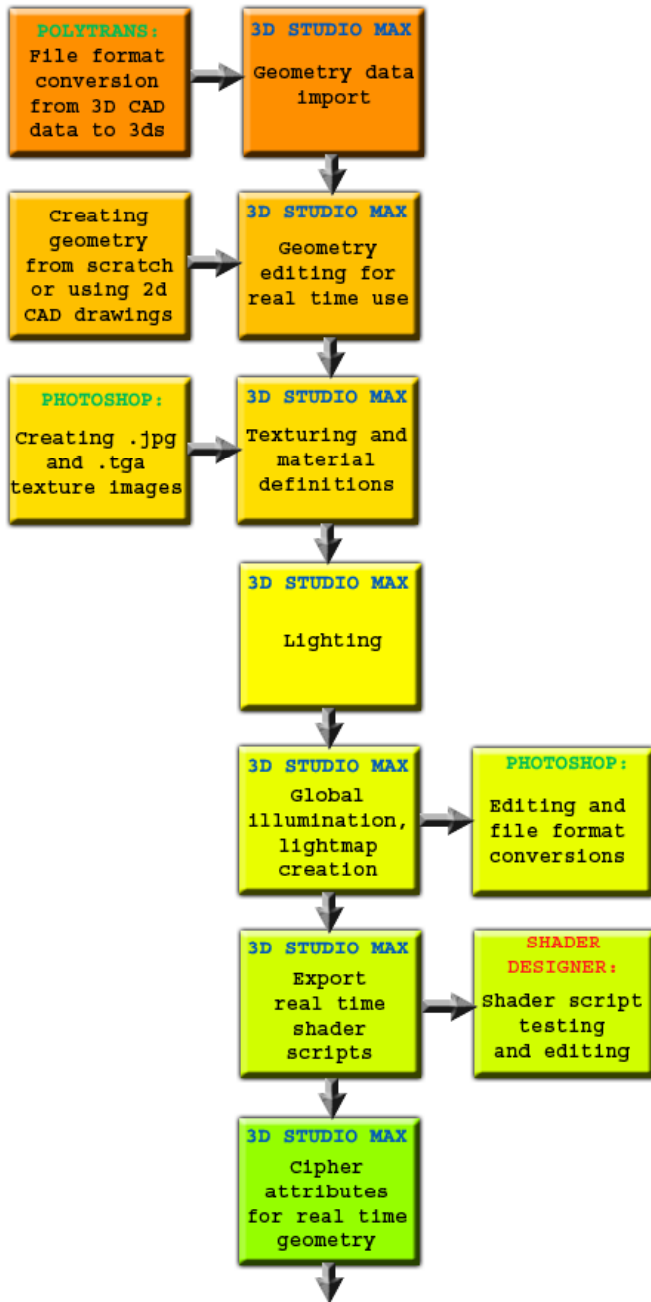 POLYTRANS:
File format
conversion
from 3D CAD
data to 3ds
3D STUDIO MAX
Geometry data
import
Creating
geometry
from scratch
or using 2d
CAD drawings
3D STUDIO MAX
Geometry
editing for
real time use
PHOTOSHOP:
Creating .jpg
and .tga
texture images
3D STUDIO MAX
Texturing and
material
definitions
3D STUDIO MAX
Lighting
3D STUDIO MAX
Global
illumination,
lightmap
creation
PHOTOSHOP:
Editing and
file format
conversions
3D STUDIO MAX
Export
real time
shader
scripts
SHADER
DESIGNER:
Shader script
testing
and editing
3D STUDIO MAX
Cipher
attributes
for real time
geometry